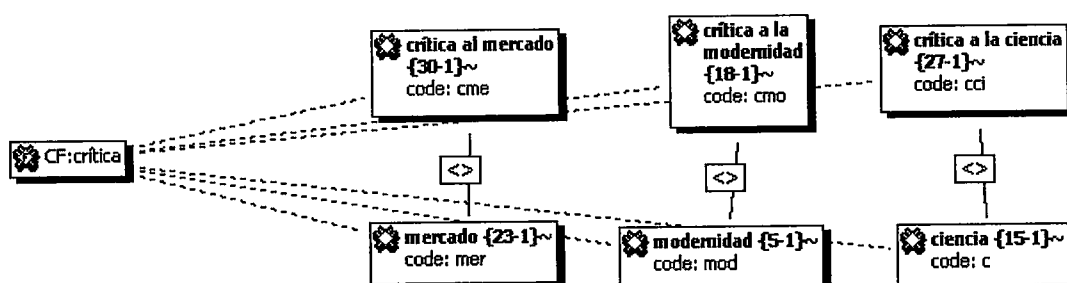 crítica al mercado
{30-1}~
code: cme
crítica a la
modernidad
{18-1}~
code: cmo
crítica a la ciencia
{27-1}~
code: cci
CF:crítica
<>
<>
<>
mercado {23-1}~
code: mer
modernidad {5-1}~
code: mod
ciencia {15-1}~
code: c